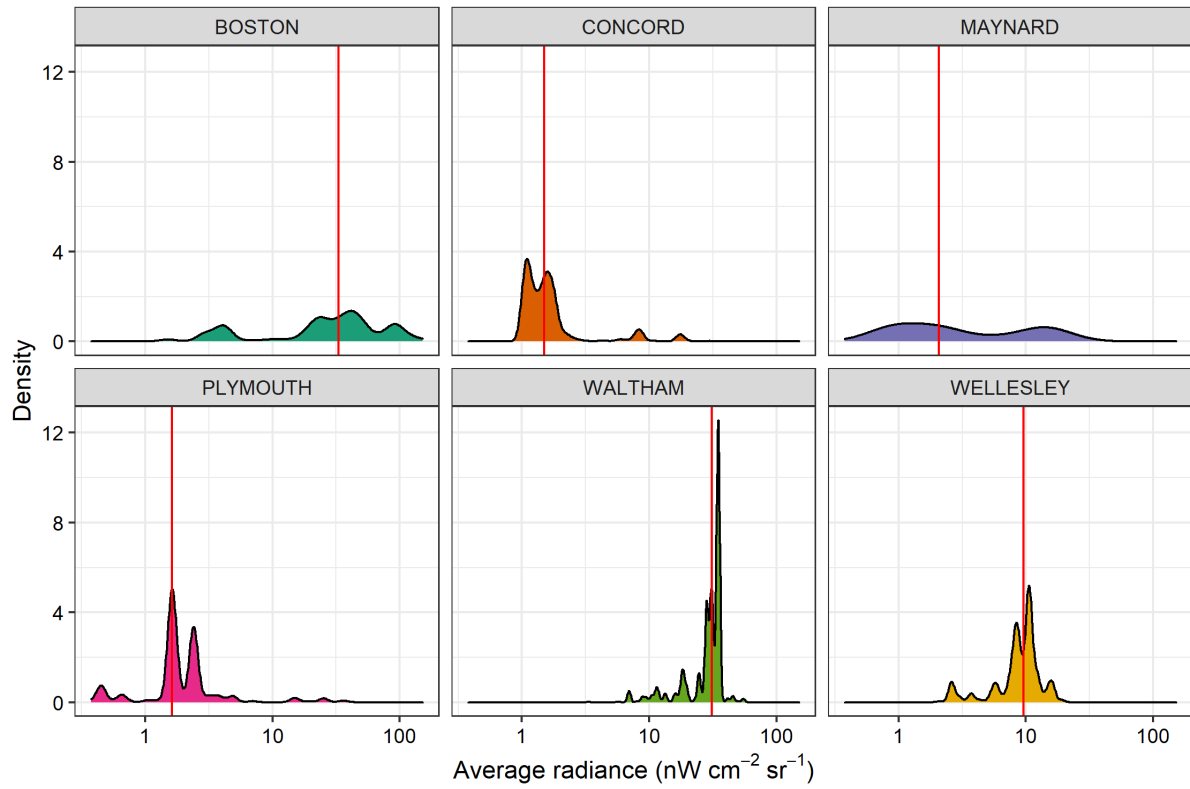 BOSTON CONCORD MAYNARD
12
8
4
0
PLYMOUTH WALTHAM WELLESLEY
12
8
4
0
Density
1 10 100 1 10 100 1 10 100
Average radiance (nW cm⁻² sr⁻¹)